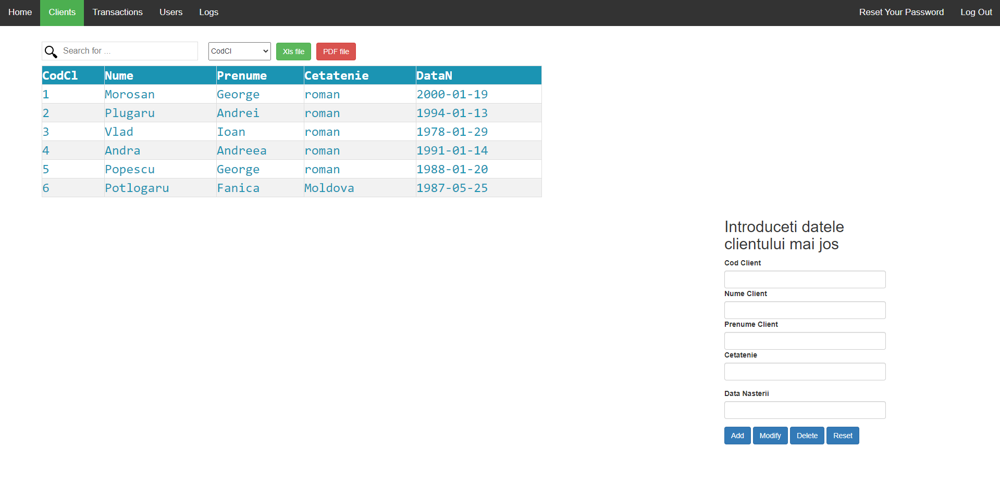 Home Clients Transactions Users Logs Reset Your Password Log Out
Search for ... CodCl Xls file PDF file
CodCl Nume Prenume Cetatenie DataN
1 Morosan George roman 2000-01-19
2 Plugaru Andrei roman 1994-01-13
3 Vlad Ioan roman 1978-01-29
4 Andra Andreea roman 1991-01-14
5 Popescu George roman 1988-01-20
6 Potlogaru Fanica Moldova 1987-05-25
Introduceti datele
clientului mai jos
Cod Client
Nume Client
Prenume Client
Cetatenie
Data Nasterii
Add Modify Delete Reset